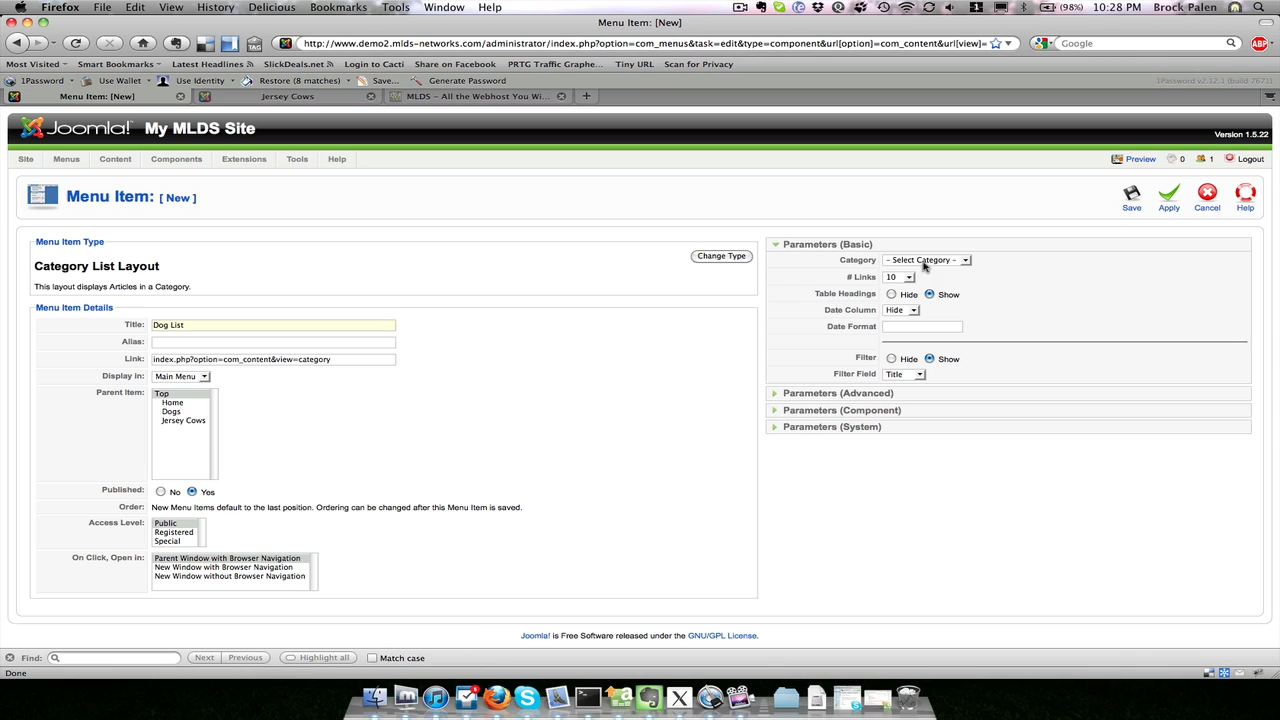 Firefox File Edit View History Delicious Bookmarks Tools Window Help 1 (98%) 10:28 PM Brock Palen
Menu Item: [New]
http://www.demo2.mlds-networks.com/administrator/index.php?option=com_menus&task=edit&type=component&url[option]=com_content&url[view]= Google ABP
Most Visited Smart Bookmarks Latest Headlines SlickDeals.net Login to Cacti Share on Facebook PRTG Traffic Graphe... Tiny URL Scan for Privacy
1Password Use Wallet Use Identity Restore (8 matches) Save... Generate Password 1Password v2.12.1 (build 7671)
Menu Item: [New] Jersey Cows MLDS - All the Webhost You Wi...
Joomla! My MLDS Site
Version 1.5.22
Site Menus Content Components Extensions Tools Help Preview 0 1 Logout
Menu Item: [ New ]
Save Apply Cancel Help
Menu Item Type
Category List Layout
Change Type
This layout displays Articles in a Category.
Menu Item Details
Title: Dog List
Alias:
Link: index.php?option=com_content&view=category
Display in: Main Menu
Parent Item: Top
Home
Dogs
Jersey Cows
Published: No Yes
Order: New Menu Items default to the last position. Ordering can be changed after this Menu Item is saved.
Access Level: Public
Registered
Special
On Click, Open in: Parent Window with Browser Navigation
New Window with Browser Navigation
New Window without Browser Navigation
Parameters (Basic)
Category - Select Category -
# Links 10
Table Headings Hide Show
Date Column Hide
Date Format
Filter Hide Show
Filter Field Title
Parameters (Advanced)
Parameters (Component)
Parameters (System)
Joomla! is Free Software released under the GNU/GPL License.
Find: Next Previous Highlight all Match case
Done